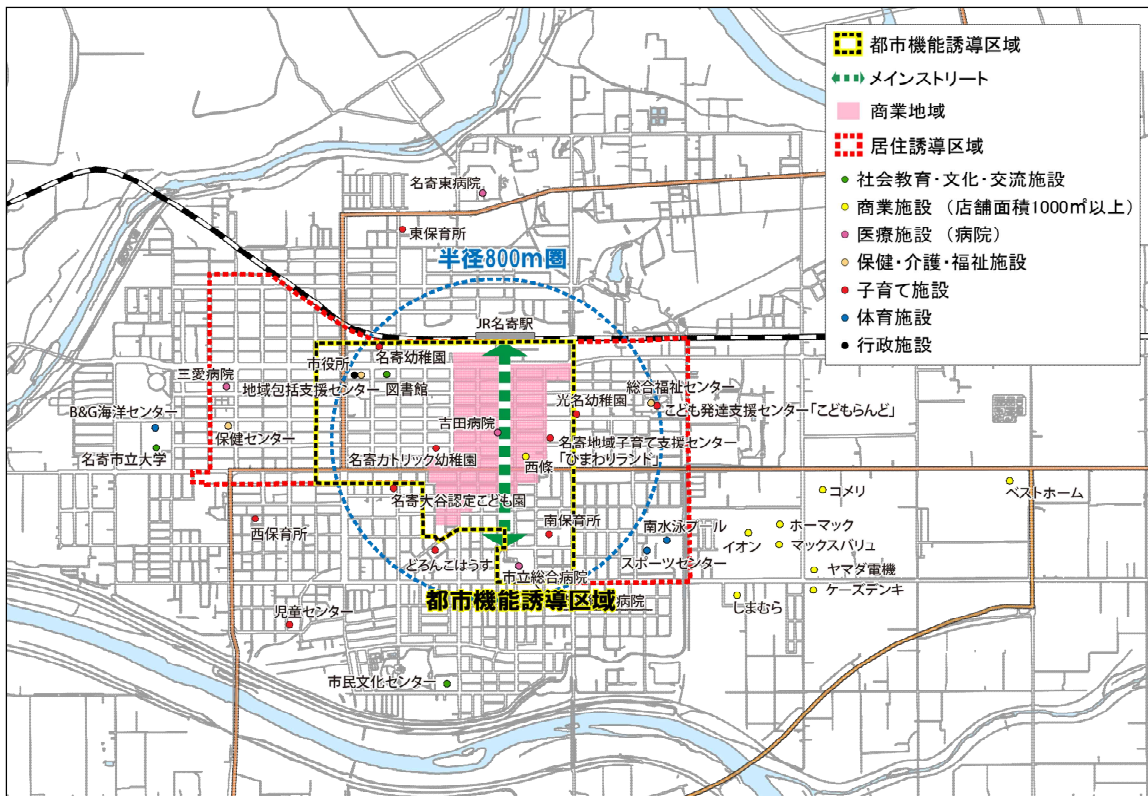 都市機能誘導区域
メインストリート
商業地域
居住誘導区域
社会教育・文化・交流施設
商業施設 （店舗面積1000㎡以上）
医療施設 （病院）
保健・介護・福祉施設
子育て施設
体育施設
行政施設
名寄東病院
東保育所
半径800m圏
JR名寄駅
名寄幼稚園
市役所
地域包括支援センター
図書館
三愛病院
B&G海洋センター
保健センター
名寄市立大学
総合福祉センター
光名幼稚園
こども発達支援センター「こどもらんど」
吉田病院
名寄地域子育て支援センター
「ひまわりランド」
名寄カトリック幼稚園
西條
名寄大谷認定こども園
コメリ
ベストホーム
西保育所
南保育所
南水泳プール
ホーマック
イオン
マックスバリュ
どろんこはうす
スポーツセンター
市立総合病院
ヤマダ電機
ケーズデンキ
しまむら
都市機能誘導区域
病院
児童センター
市民文化センター